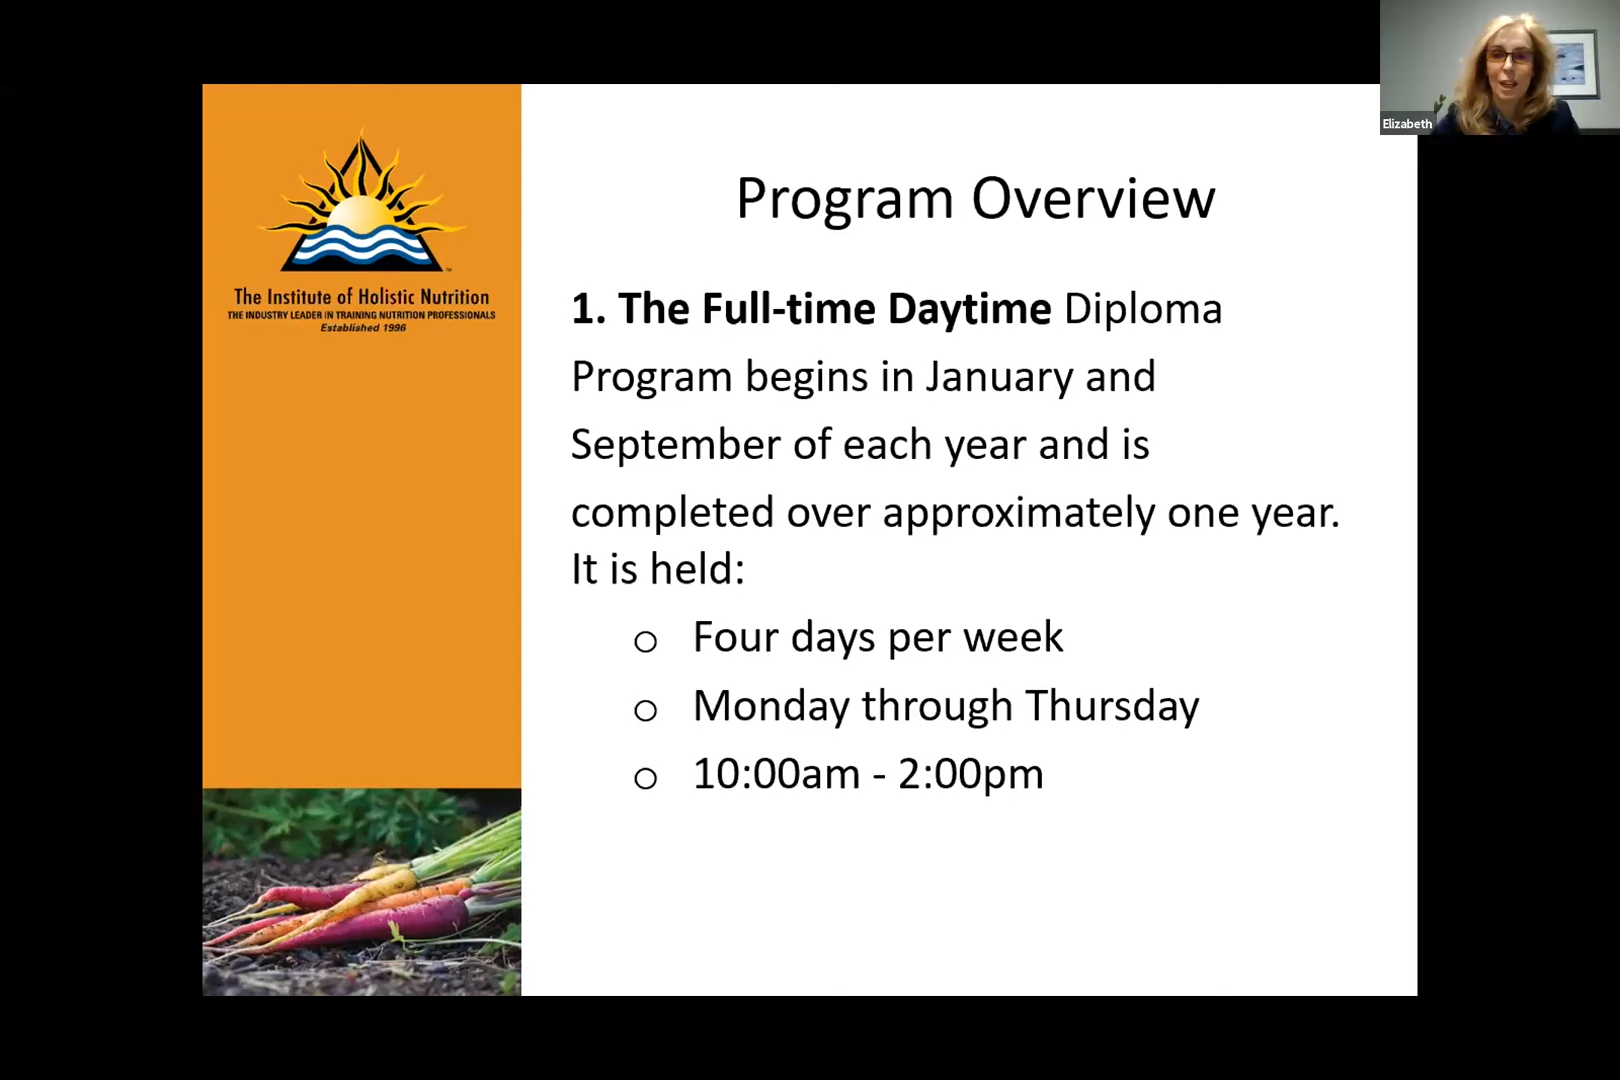 Elizabeth
The Institute of Holistic Nutrition
THE INDUSTRY LEADER IN TRAINING NUTRITION PROFESSIONALS
Established 1996
Program Overview
1. The Full-time Daytime Diploma
Program begins in January and
September of each year and is
completed over approximately one year.
It is held:
o Four days per week
o Monday through Thursday
o 10:00am - 2:00pm